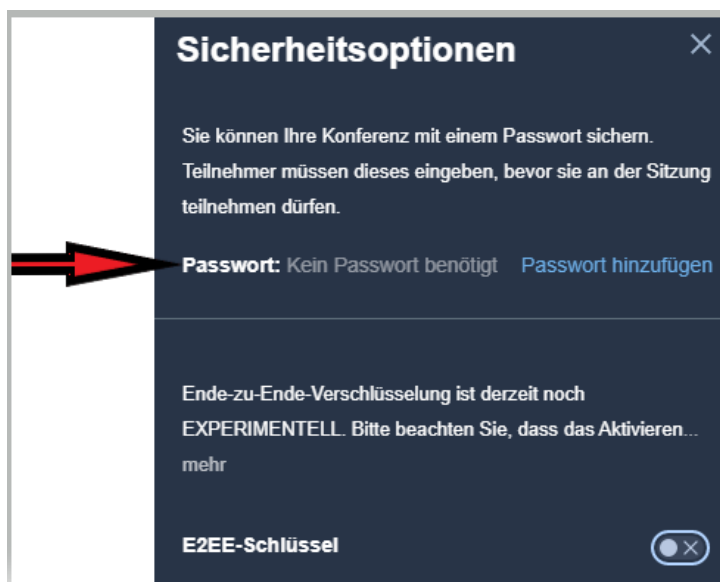 Sicherheitsoptionen
Sie können Ihre Konferenz mit einem Passwort sichern.
Teilnehmer müssen dieses eingeben, bevor sie an der Sitzung
teilnehmen dürfen.
Passwort: Kein Passwort benötigt Passwort hinzufügen
Ende-zu-Ende-Verschlüsselung ist derzeit noch
EXPERIMENTELL. Bitte beachten Sie, dass das Aktivieren...
mehr
E2EE-Schlüssel